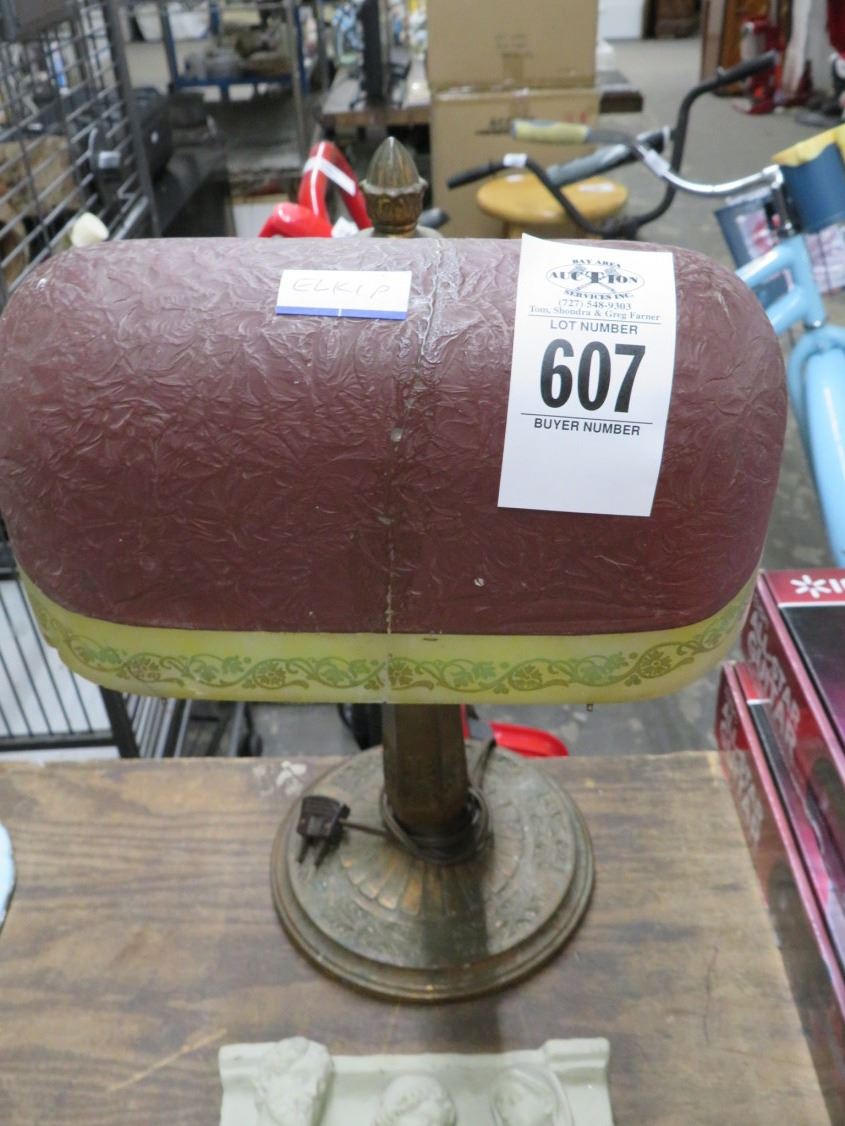 ELKIP
BAY AREA
AUCTION
SERVICES INC.
(727) 548-9303
Tom, Shondra & Greg Farner
LOT NUMBER
607
BUYER NUMBER